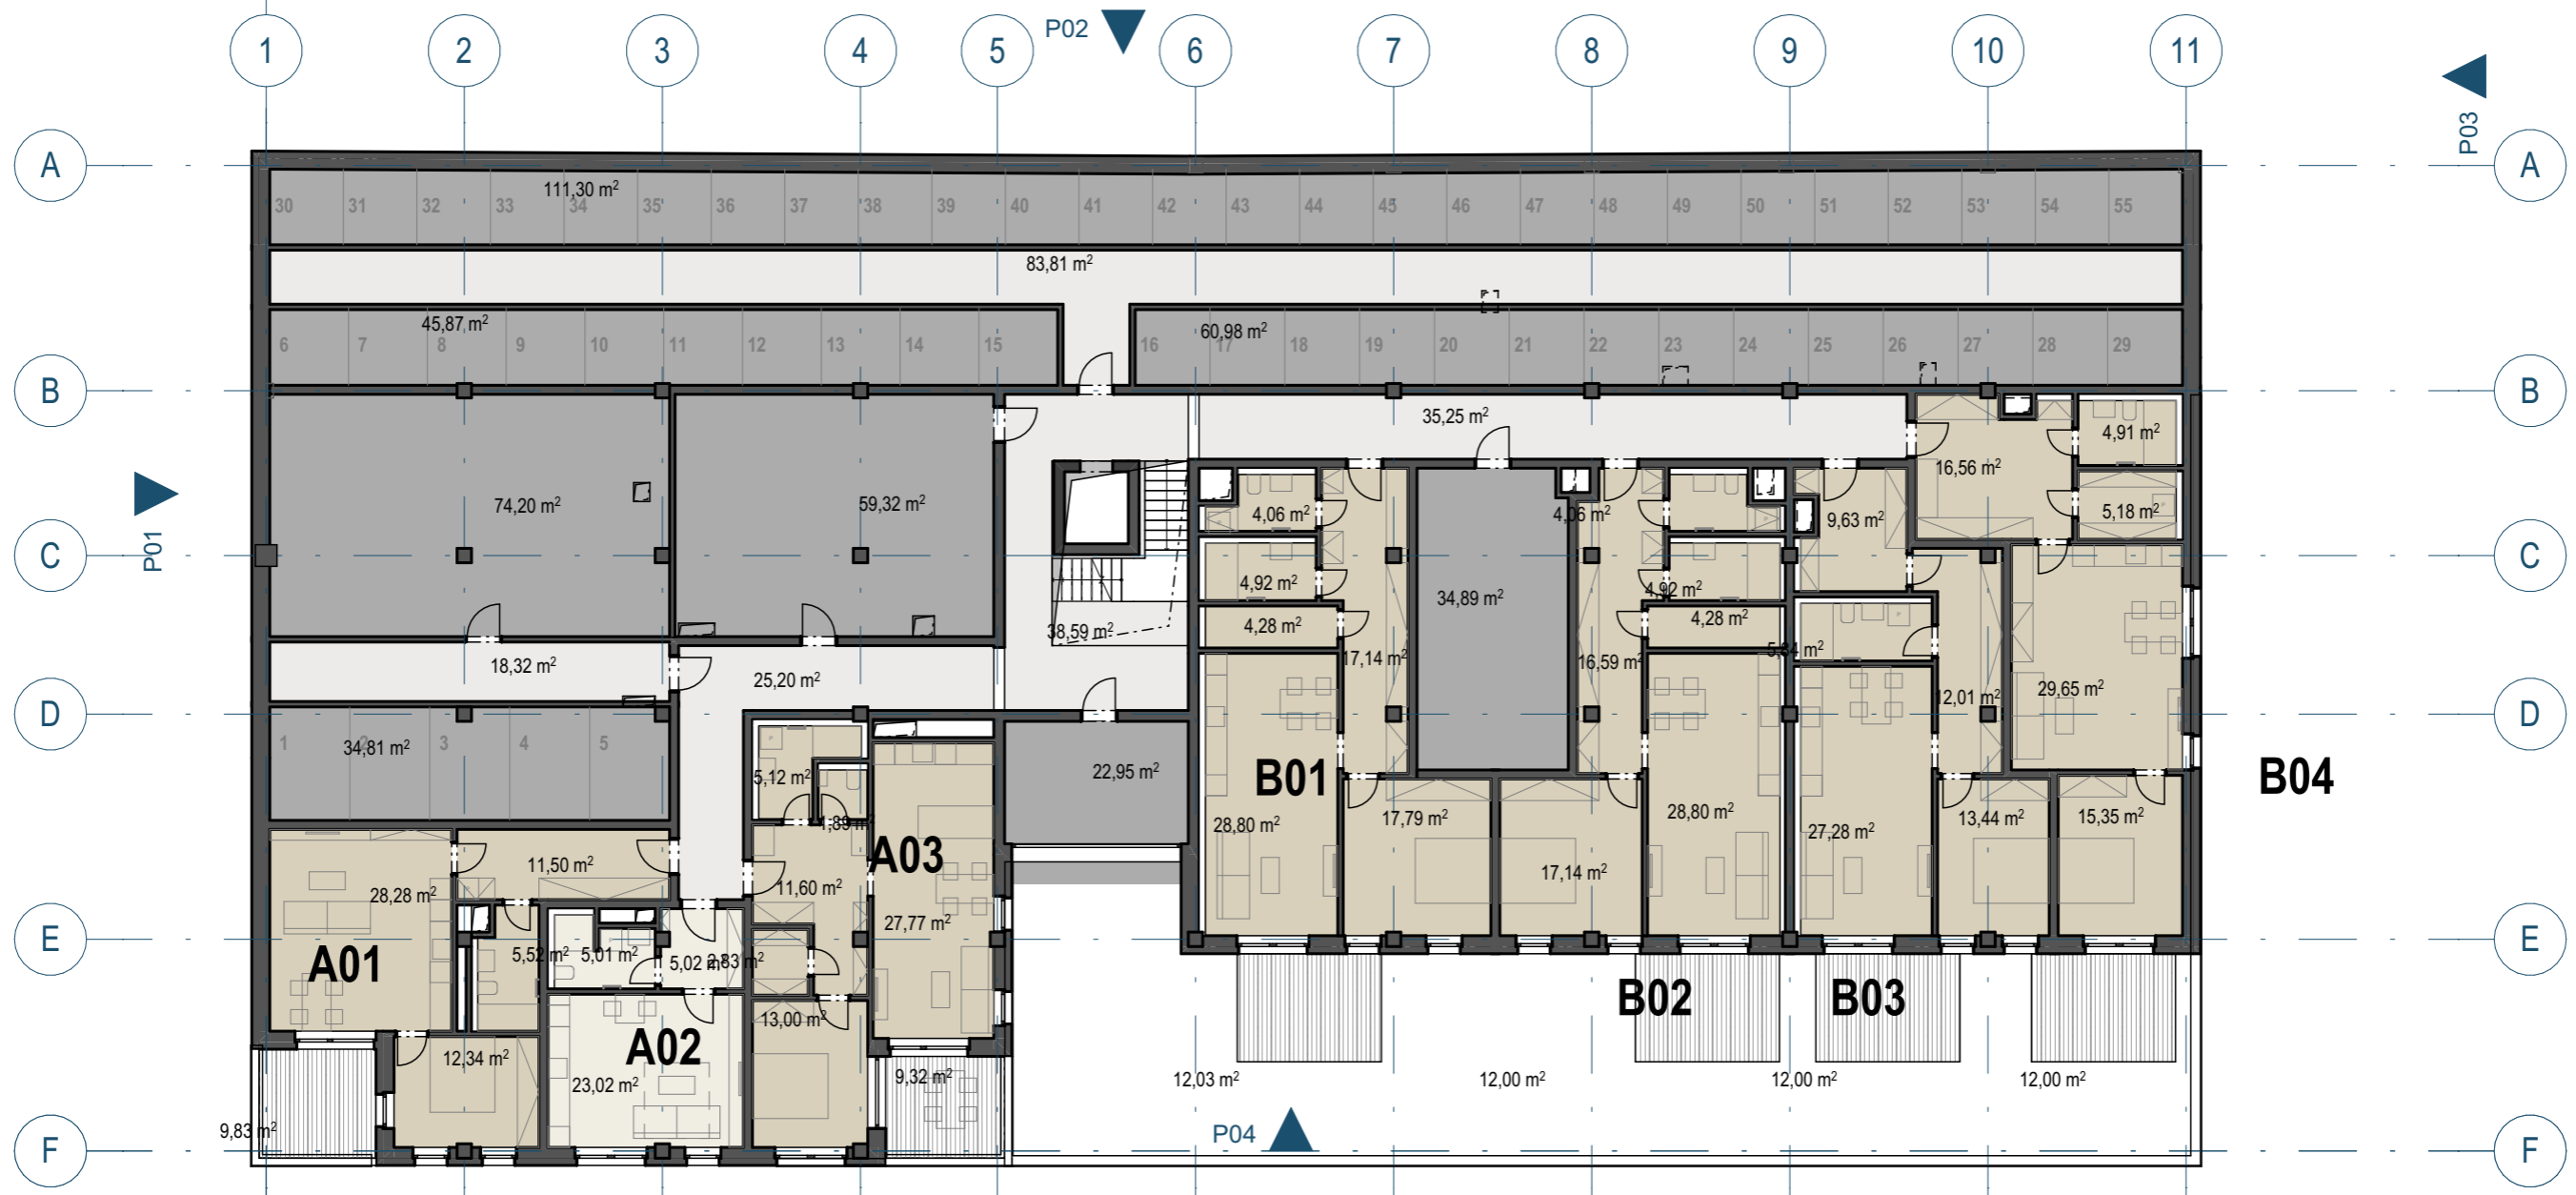 P02
1 2 3 4 5 6 7 8 9 10 11
P03
A A
111,30 m²
30 31 32 33 34 35 36 37 38 39 40 41 42 43 44 45 46 47 48 49 50 51 52 53 54 55
83,81 m²
45,87 m² 60,98 m²
6 7 8 9 10 11 12 13 14 15 16 17 18 19 20 21 22 23 24 25 26 27 28 29
B B
35,25 m²
4,91 m²
16,56 m²
74,20 m² 59,32 m²
4,06 m² 4,06 m² 9,63 m² 5,18 m²
P01
C C
4,92 m² 34,89 m² 4,92 m²
38,59 m² 4,28 m² 4,28 m²
18,32 m² 25,20 m² 17,14 m² 16,59 m² 5,84 m²
12,01 m² 29,65 m²
D D
1 2 3 4 5
34,81 m²
5,12 m² 22,95 m² B01 B04
1,89 m² 28,80 m² 17,79 m² 28,80 m² 27,28 m² 13,44 m² 15,35 m²
A03
11,50 m² 11,60 m² 17,14 m²
28,28 m² 27,77 m²
E E
A01 5,52 m² 5,01 m² 5,02 m² 2,83 m²
B02 B03
13,00 m²
A02
12,34 m² 23,02 m² 9,32 m² 12,03 m² 12,00 m² 12,00 m² 12,00 m²
9,83 m² P04
F F